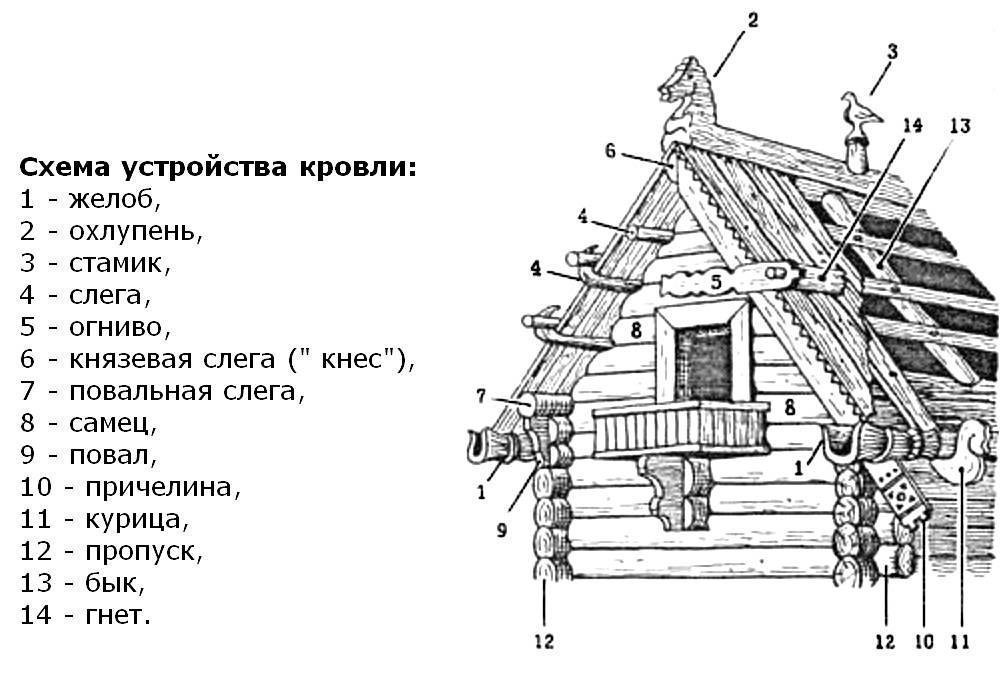 Схема устройства кровли:
1 - желоб,
2 - охлупень,
3 - стамик,
4 - слега,
5 - огниво,
6 - князевая слега (" кнес"),
7 - повальная слега,
8 - самец,
9 - повал,
10 - причелина,
11 - курица,
12 - пропуск,
13 - бык,
14 - гнет.
2
3
14
13
6
4
4
5
8
7
8
1
1
11
9
12
12
10